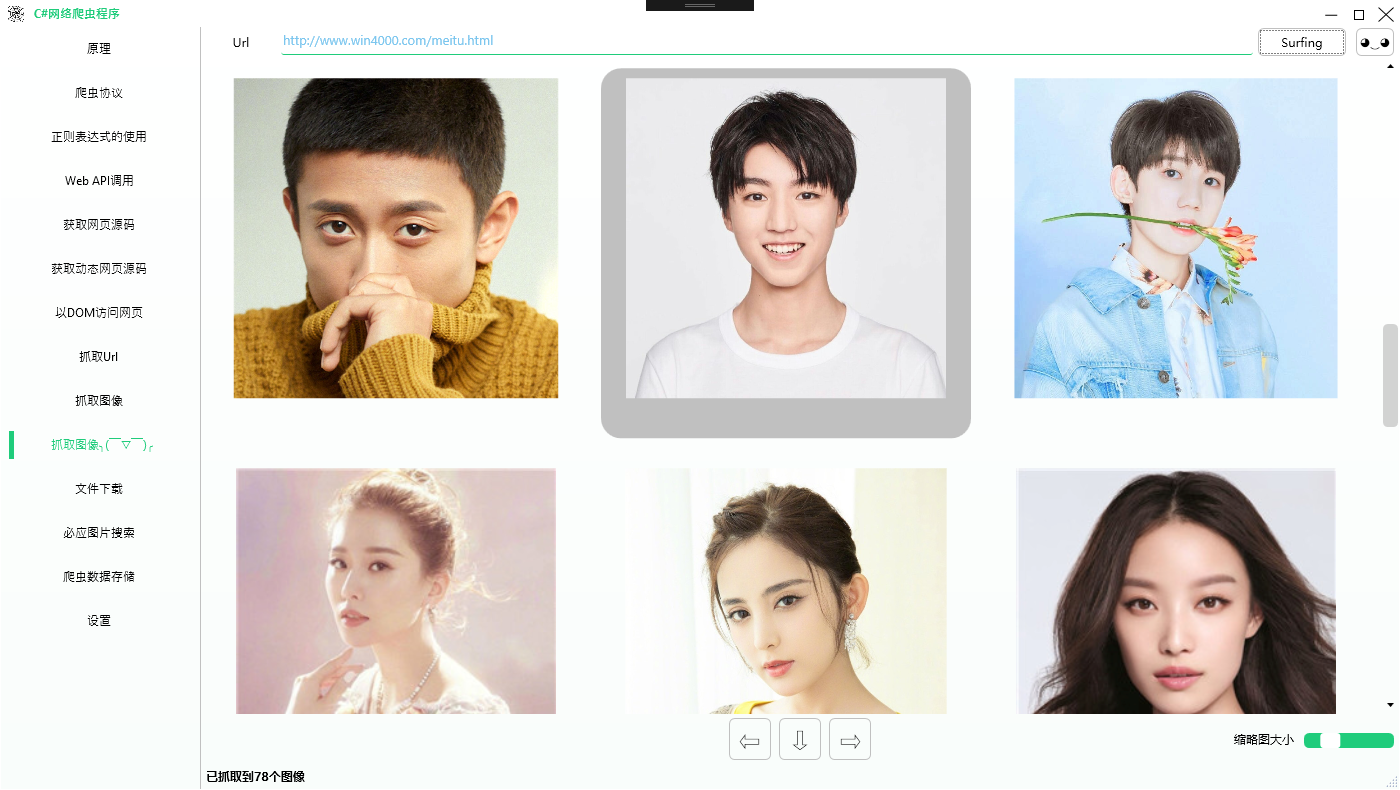 C#网络爬虫程序
原理
爬虫协议
正则表达式的使用
Web API调用
获取网页源码
获取动态网页源码
以DOM访问网页
抓取Url
抓取图像
抓取图像╮(￣▽￣)╭
文件下载
必应图片搜索
爬虫数据存储
设置
Url
http://www.win4000.com/meitu.html
Surfing
缩略图大小
已抓取到78个图像